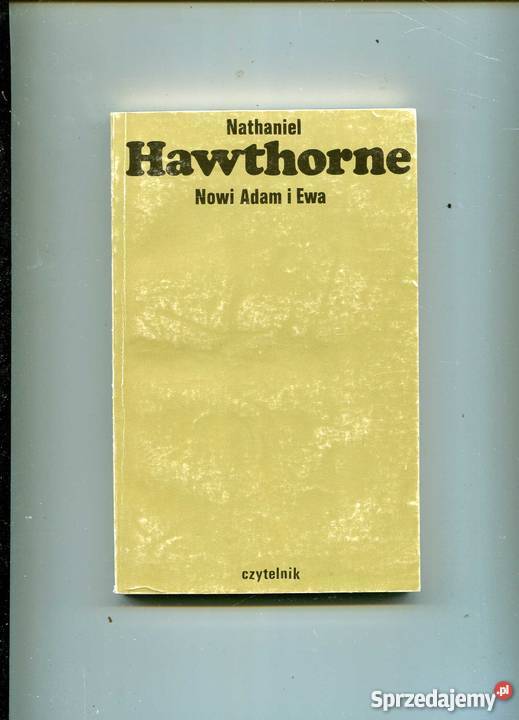 Nathaniel
Hawthorne
Nowi Adam i Ewa
czytelnik
Sprzedajemy.pl